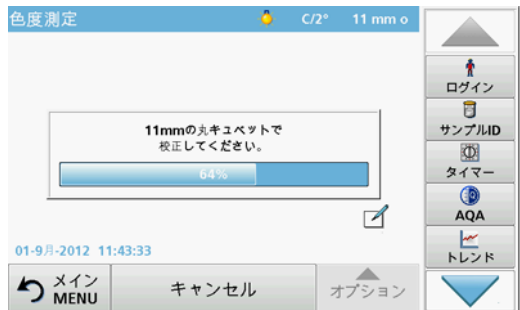 色度測定 C/2° 11 mm o
11mmの丸キュベットで
校正してください。
64%
01-9月-2012 11:43:33
メイン
MENU
キャンセル
オプション
ログイン
サンプルID
タイマー
AQA
トレンド